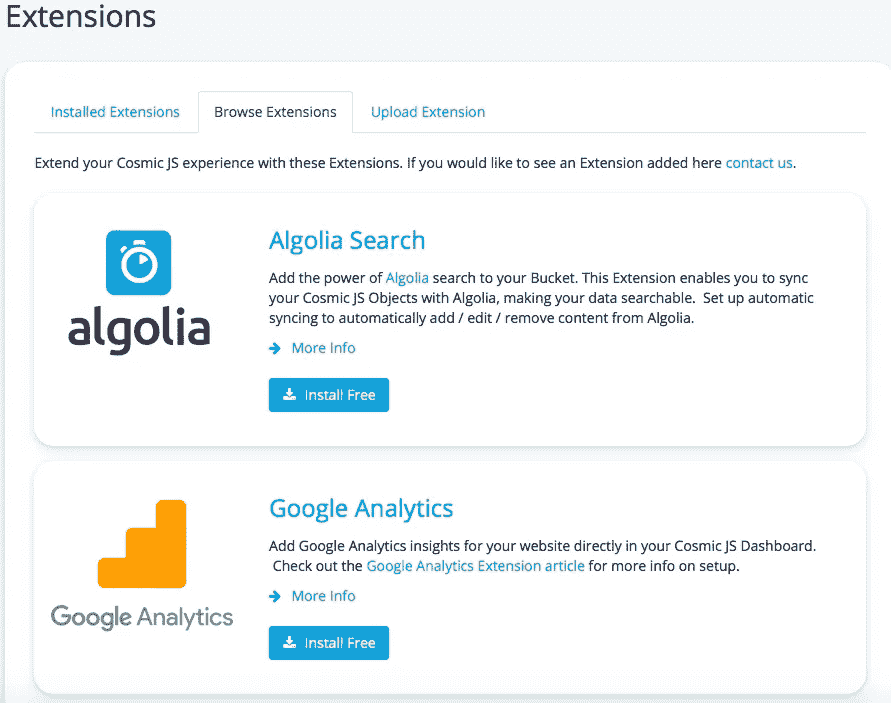 Extensions
Installed Extensions
Browse Extensions
Upload Extension
Extend your Cosmic JS experience with these Extensions. If you would like to see an Extension added here contact us.
algolia
Algolia Search
Add the power of Algolia search to your Bucket. This Extension enables you to sync
your Cosmic JS Objects with Algolia, making your data searchable. Set up automatic
syncing to automatically add / edit / remove content from Algolia.
More Info
Install Free
Google Analytics
Google Analytics
Add Google Analytics insights for your website directly in your Cosmic JS Dashboard.
Check out the Google Analytics Extension article for more info on setup.
More Info
Install Free